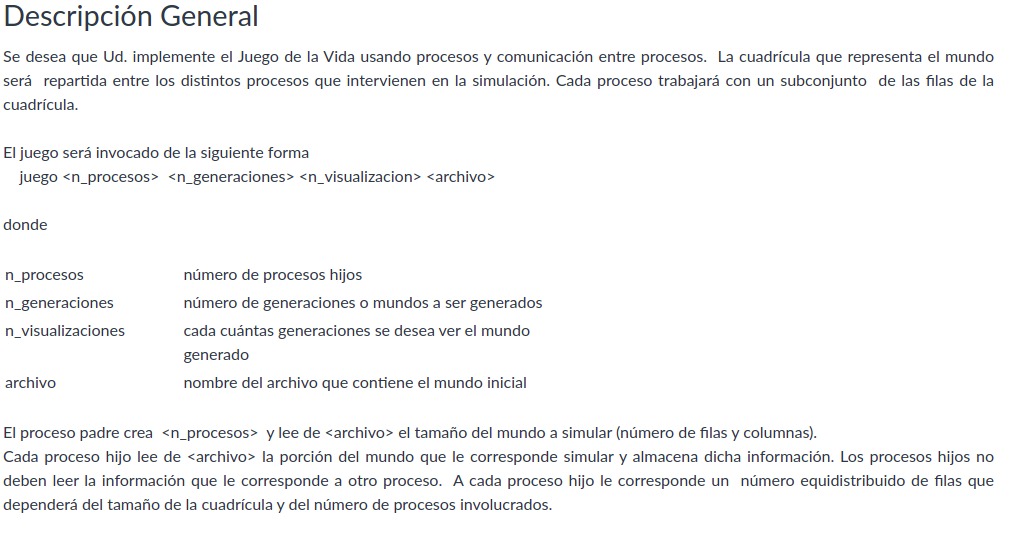 Descripción General
Se desea que Ud. implemente el Juego de la Vida usando procesos y comunicación entre procesos. La cuadrícula que representa el mundo
será repartida entre los distintos procesos que intervienen en la simulación. Cada proceso trabajará con un subconjunto de las filas de la
cuadrícula.
El juego será invocado de la siguiente forma
juego <n_procesos> <n_generaciones> <n_visualizacion> <archivo>
donde
n_procesos número de procesos hijos
n_generaciones número de generaciones o mundos a ser generados
n_visualizaciones cada cuántas generaciones se desea ver el mundo
generado
archivo nombre del archivo que contiene el mundo inicial
El proceso padre crea <n_procesos> y lee de <archivo> el tamaño del mundo a simular (número de filas y columnas).
Cada proceso hijo lee de <archivo> la porción del mundo que le corresponde simular y almacena dicha información. Los procesos hijos no
deben leer la información que le corresponde a otro proceso. A cada proceso hijo le corresponde un número equidistribuido de filas que
dependerá del tamaño de la cuadrícula y del número de procesos involucrados.